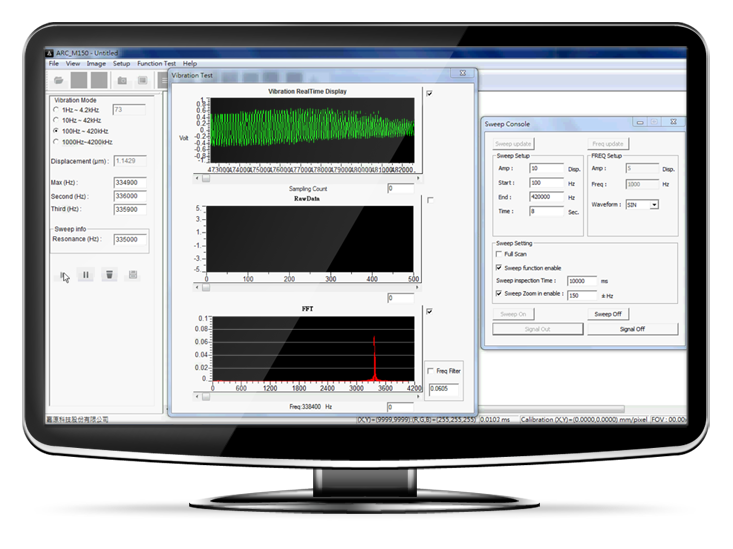 ARC_M150 - Untitled
File View Image Setup Function Test Help
Vibration Mode
1Hz ~ 4.2kHz 73
10Hz ~ 42kHz
100Hz ~ 420kHz
1000Hz~4200kHz
Displacement (μm) : 1.1429
Max (Hz) : 334900
Second (Hz) : 336000
Third (Hz) : 335900
Sweep info
Resonance (Hz) : 335000
Vibration Test
Vibration RealTime Display
1.
0.8
0.6
0.4
0.2
Volt 0.
-0.2
-0.4
-0.6
-0.8
-1.
473000 474000 475000 476000 477000 478000 479000 480000 481000 482000
Sampling Count 0
RawData
5.
3.
1.
-1.
-3.
-5.
0 100 200 300 400 500
0
FFT
0.1
0.08
0.06
0.04
0.02
0.
0 600 1200 1800 2400 3000 3600 4200
Freq:338400 Hz 0
Freq Filter
0.0605
Sweep Console
Sweep update Freq update
Sweep Setup FREQ Setup
Amp : 10 Disp. Amp : 5 Disp.
Start : 100 Hz Freq : 1000 Hz
End : 420000 Hz Waveform : SIN
Time : 8 Sec.
Sweep Setting
Full Scan
Sweep function enable
Sweep inspection Time : 10000 ms
Sweep Zoom in enable : 150 ± Hz
Sweep On Sweep Off
Signal Out Signal Off
(X,Y)=(9999,9999) (R,G,B)=(255,255,255) 0.0103 ms Calibration (X,Y)=(0.0000,0.0000) mm/pixel FOV : 00.00